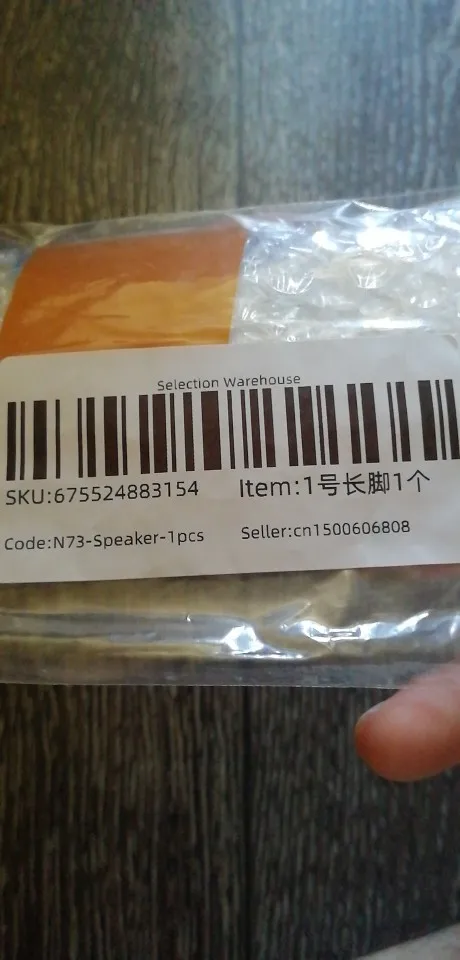 Selection Warehouse
SKU:675524883154 Item:1号长脚1个
Code:N73-Speaker-1pcs Seller:cn1500606808